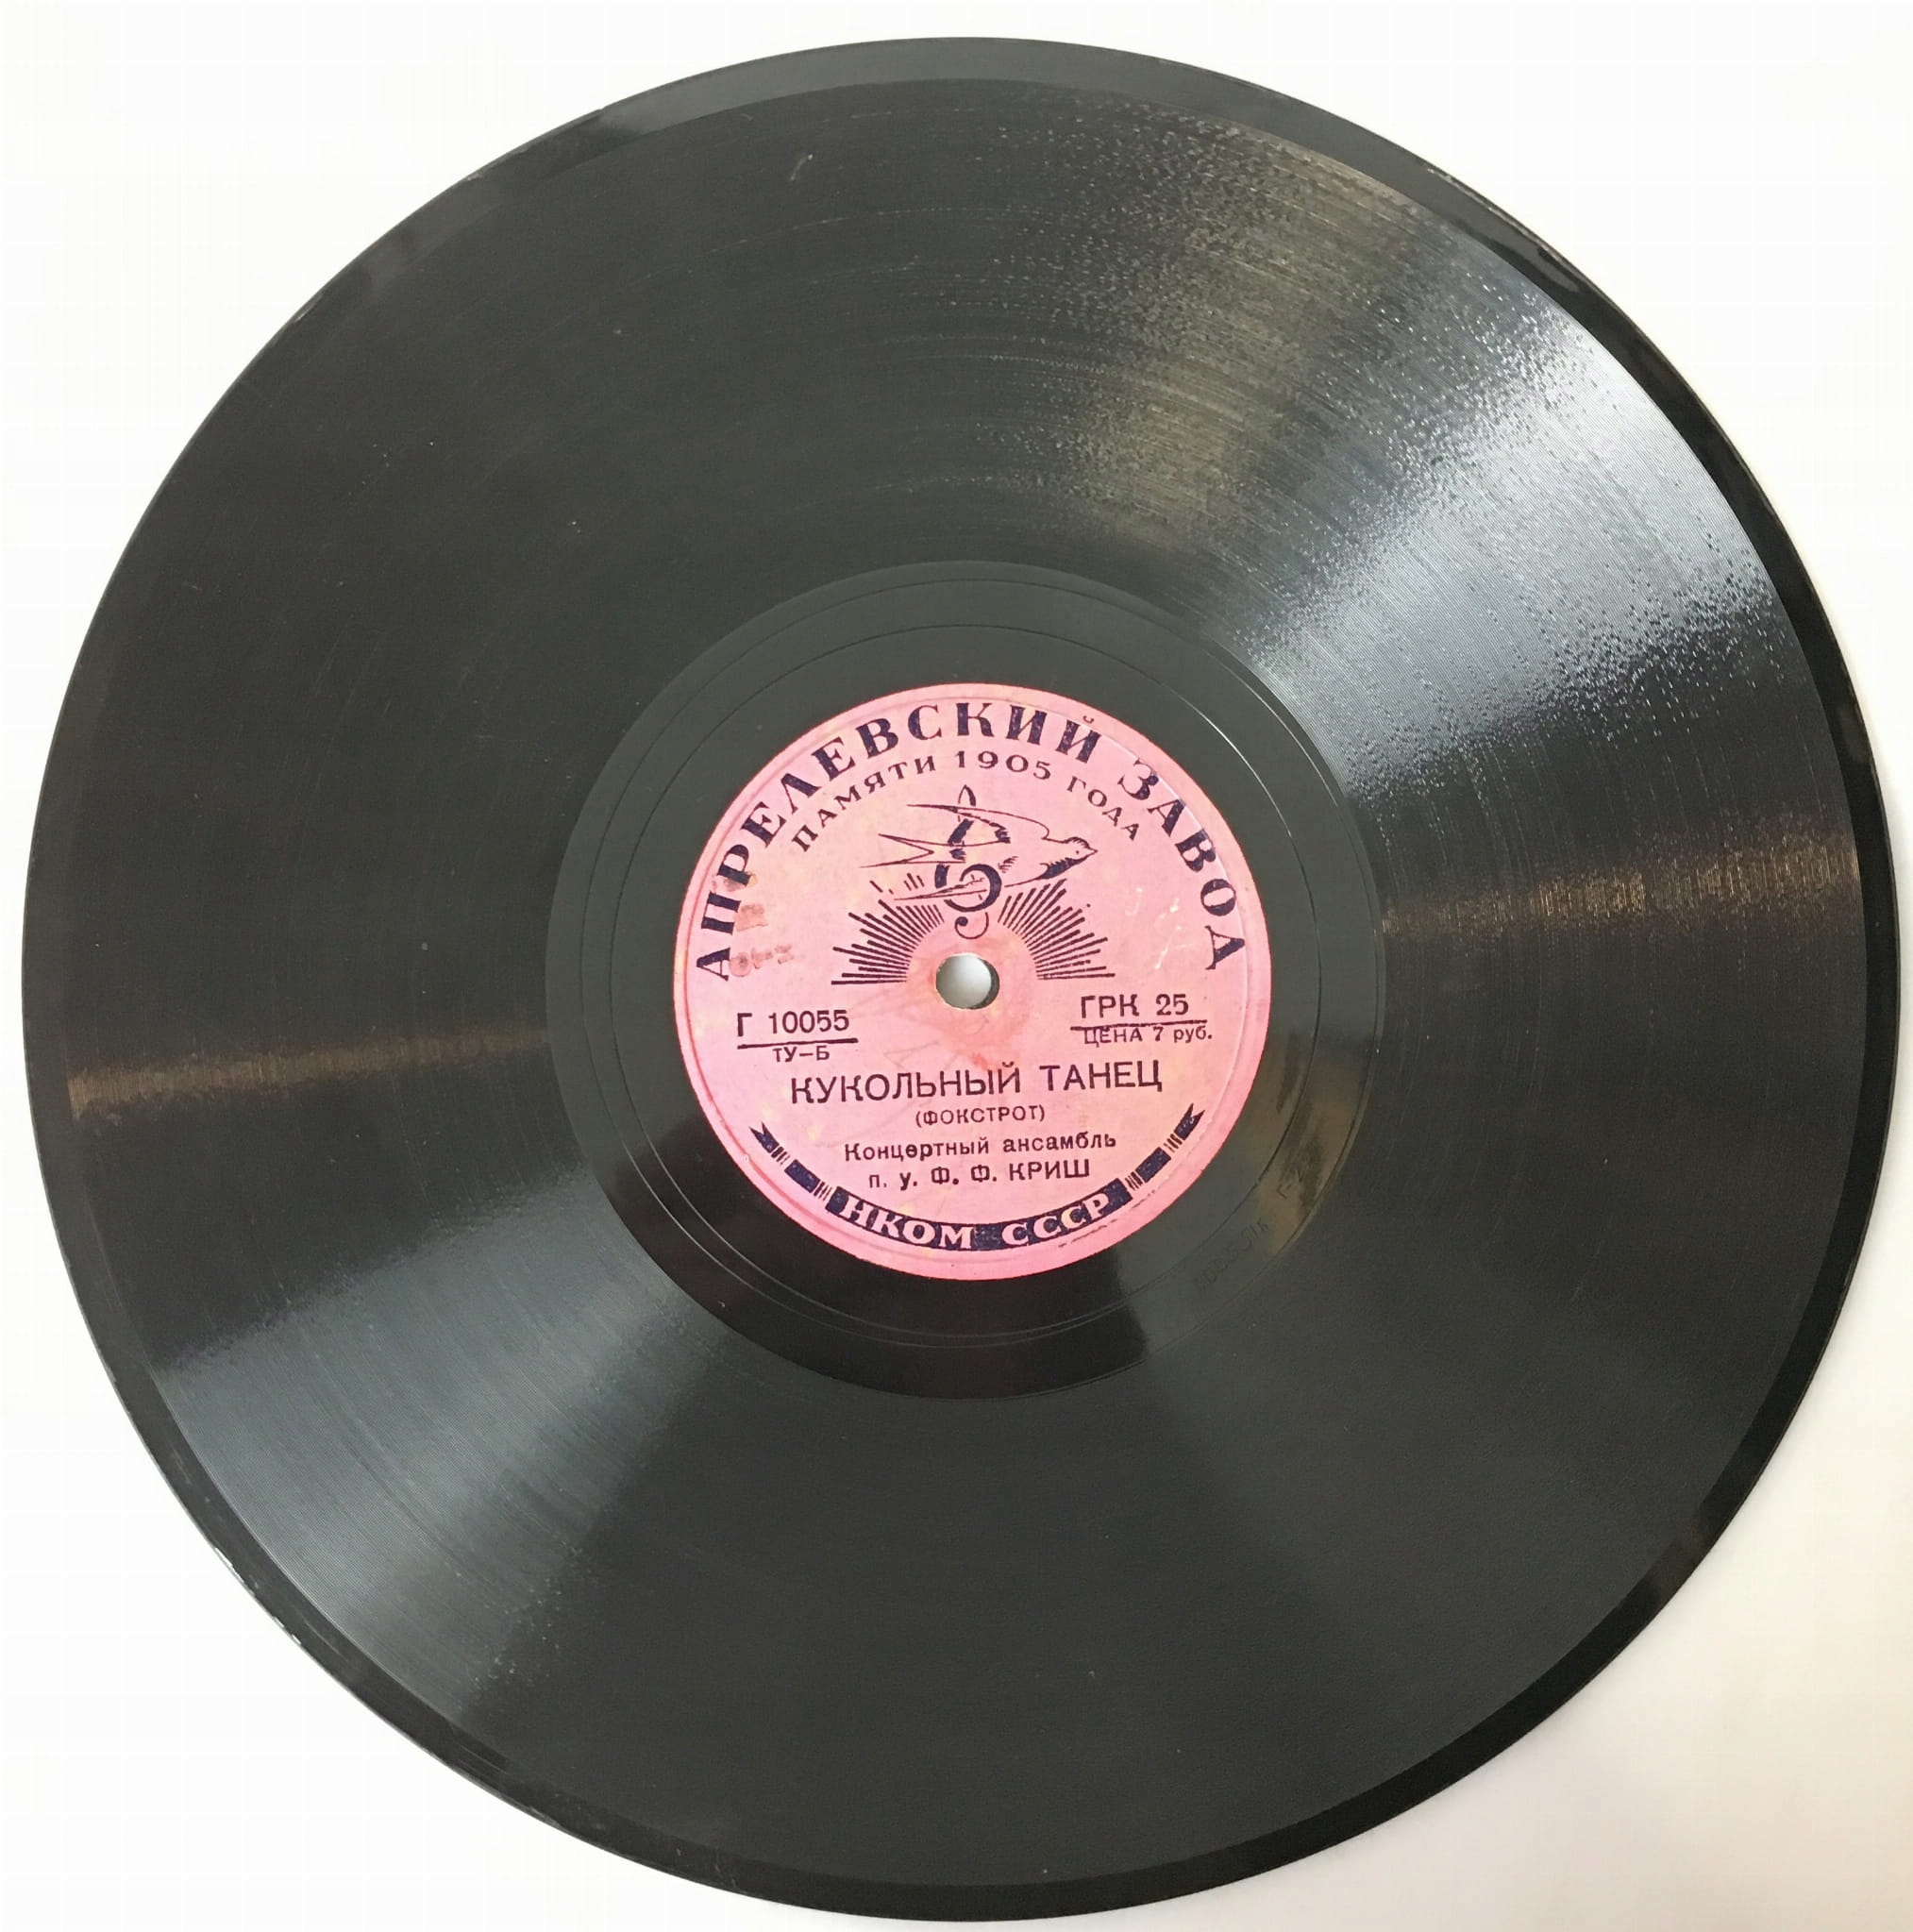 АПРЕЛЕВСКИЙ ЗАВОД
ПАМЯТИ 1905 ГОДА
Г 10055
ТУ–Б
ГРК 25
ЦЕНА 7 руб.
КУКОЛЬНЫЙ ТАНЕЦ
(ФОКСТРОТ)
Концертный ансамбль
п. у. Ф. Ф. КРИШ
НКОМ СССР